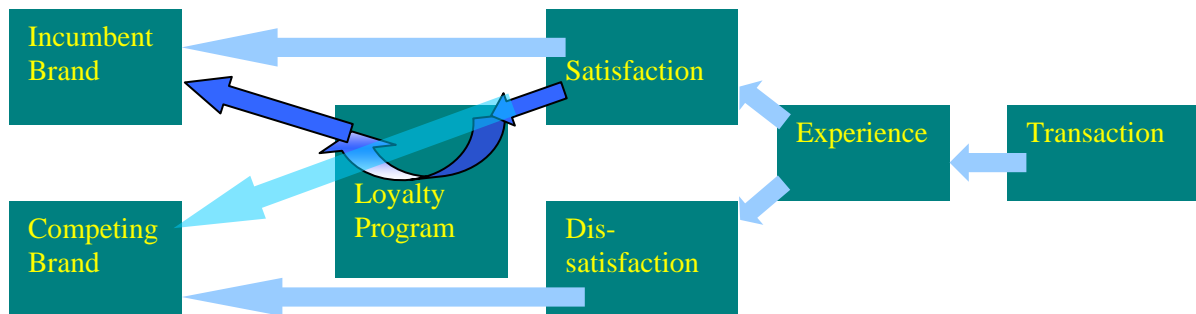 Incumbent
Brand
Satisfaction
Experience
Transaction
Loyalty
Program
Competing
Brand
Dis-
satisfaction